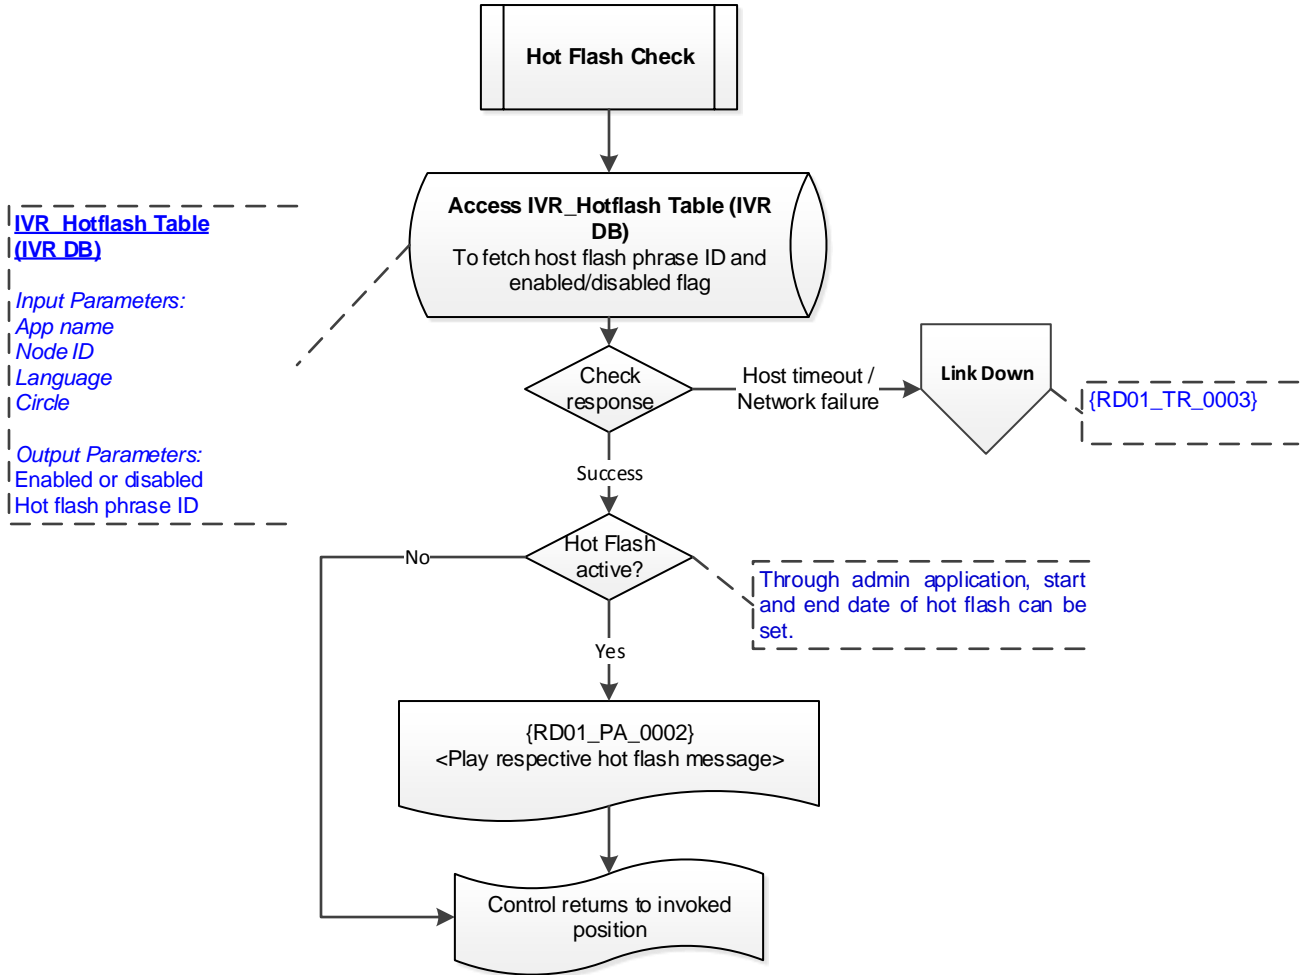 Hot Flash Check
Access IVR_Hotflash Table (IVR
DB)
To fetch host flash phrase ID and
enabled/disabled flag
IVR_Hotflash Table
(IVR DB)
Input Parameters:
App name
Node ID
Language
Circle
Output Parameters:
Enabled or disabled
Hot flash phrase ID
Check
response
Host timeout /
Network failure
Link Down
{RD01_TR_0003}
Success
Hot Flash
active?
No
Through admin application, start
and end date of hot flash can be
set.
Yes
{RD01_PA_0002}
<Play respective hot flash message>
Control returns to invoked
position